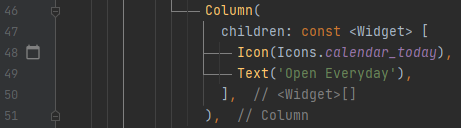 46 Column(
47 children: const <Widget> [
48 Icon(Icons.calendar_today),
49 Text('Open Everyday'),
50 ], // <Widget>[]
51 ), // Column